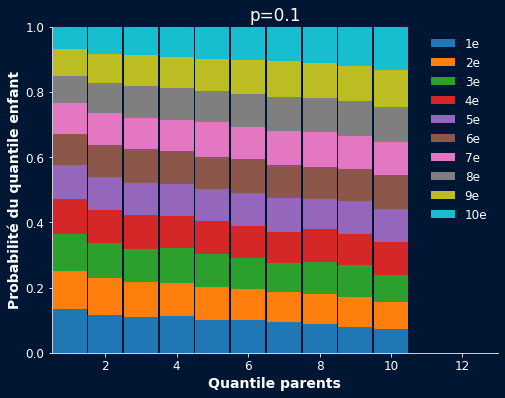 p=0.1
Probabilité du quantile enfant
1.0
0.8
0.6
0.4
0.2
0.0
2
4
6
8
10
12
Quantile parents
1e
2e
3e
4e
5e
6e
7e
8e
9e
10e